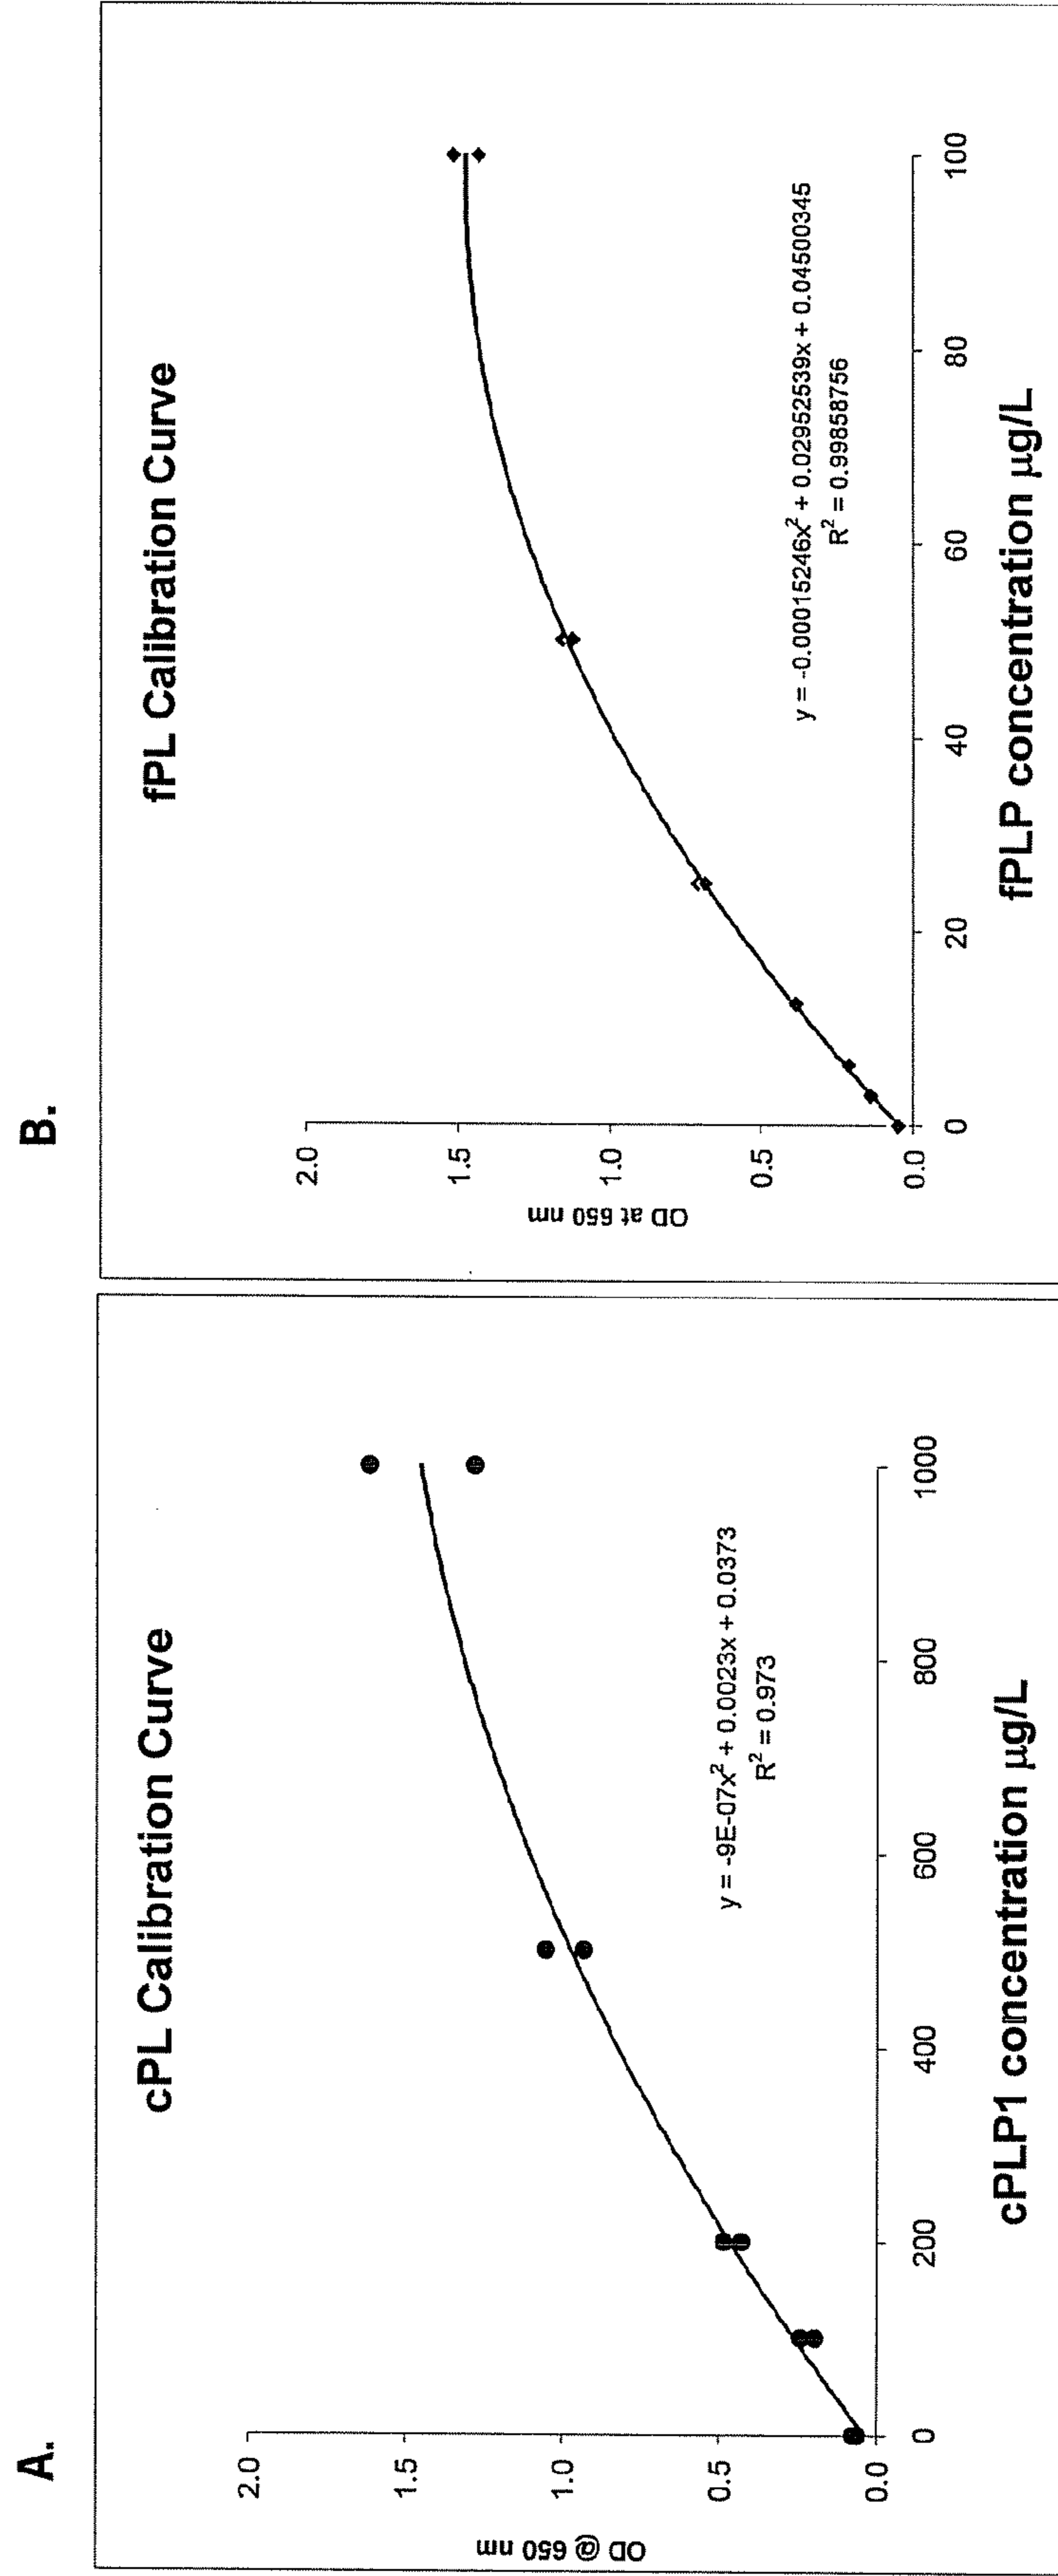 A.
cPL Calibration Curve
OD @ 650 nm
2.0
1.5
1.0
0.5
0.0
0
200
400
600
800
1000
y = -9E-07x² + 0.0023x + 0.0373
R² = 0.973
cPLP1 concentration µg/L
B.
fPL Calibration Curve
OD at 650 nm
2.0
1.5
1.0
0.5
0.0
0
20
40
60
80
100
y = -0.00015246x² + 0.02952539x + 0.04500345
R² = 0.99858756
fPLP concentration µg/L